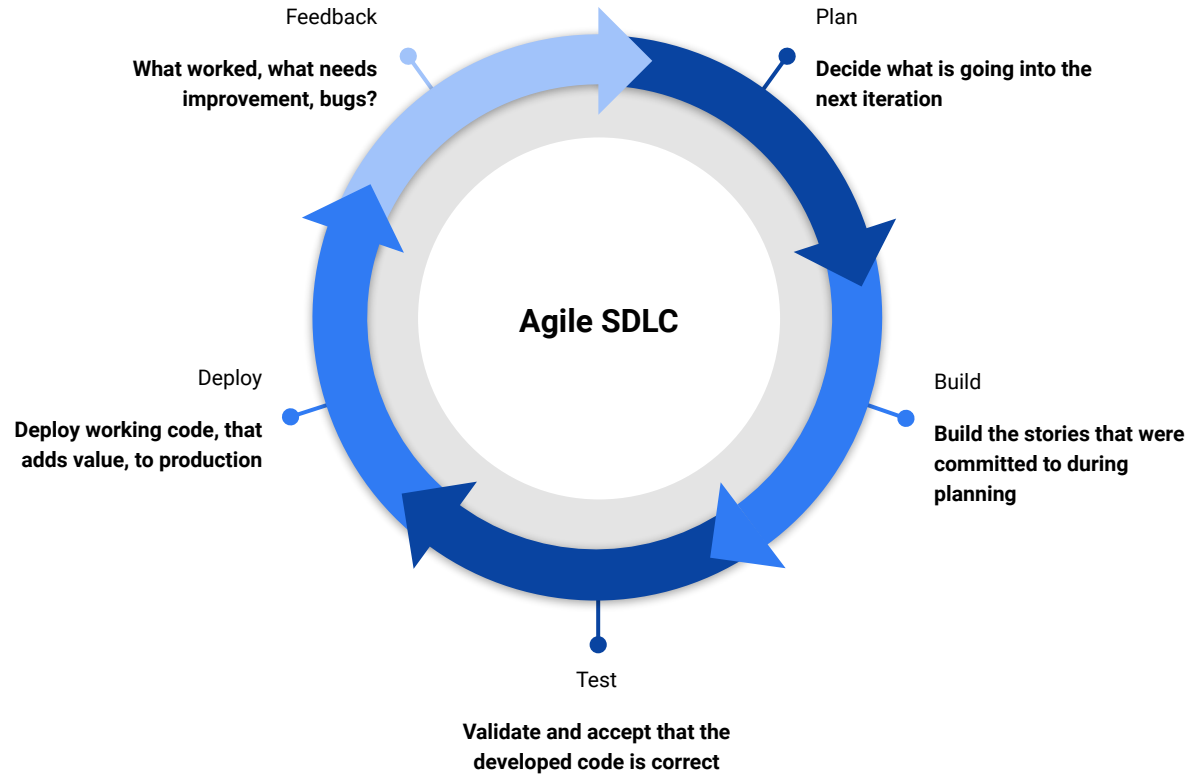 Feedback
What worked, what needs
improvement, bugs?
Plan
Decide what is going into the
next iteration
Agile SDLC
Deploy
Deploy working code, that
adds value, to production
Build
Build the stories that were
committed to during
planning
Test
Validate and accept that the
developed code is correct